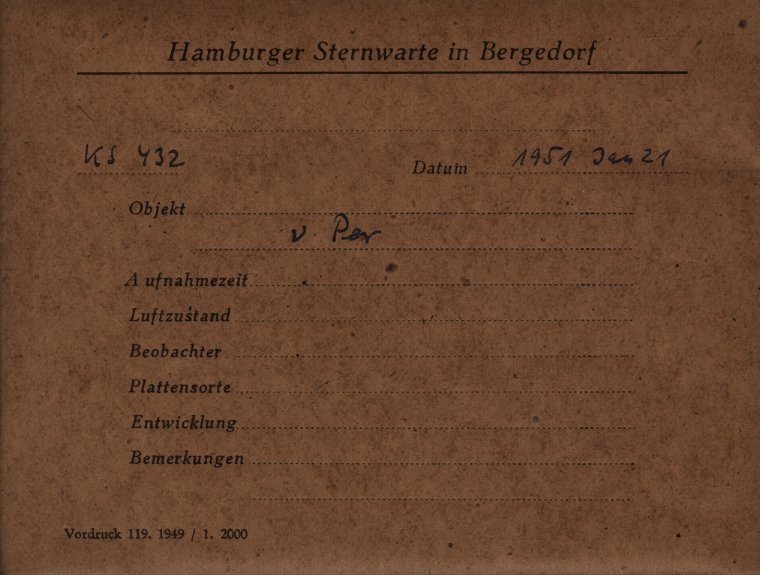 Hamburger Sternwarte in Bergedorf
KS 432 Datum 1951 Jan 21
Objekt
ν Per
Aufnahmezeit
Luftzustand
Beobachter
Plattensorte
Entwicklung
Bemerkungen
Vordruck 119. 1949 / 1. 2000